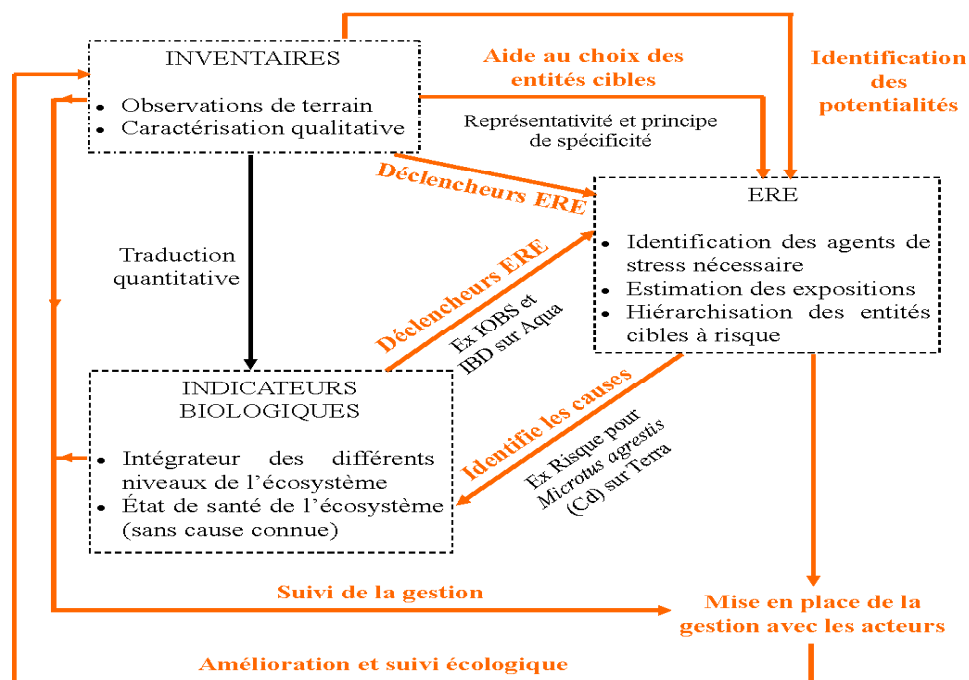 INVENTAIRES
• Observations de terrain
• Caractérisation qualitative
Aide au choix des
entités cibles
Représentativité et principe
de spécificité
Identification
des
potentialités
Déclencheurs ERE
ERE
• Identification des agents de
stress nécessaire
• Estimation des expositions
• Hiérarchisation des entités
cibles à risque
Traduction
quantitative
Déclencheurs ERE
Ex IOBS et
IBD sur Aqua
INDICATEURS
BIOLOGIQUES
• Intégrateur des différents
niveaux de l’écosystème
• État de santé de l’écosystème
(sans cause connue)
Identifie les causes
Ex Risque pour
Microtus agrestis
(Cd) sur Terra
Suivi de la gestion
Mise en place de la
gestion avec les acteurs
Amélioration et suivi écologique